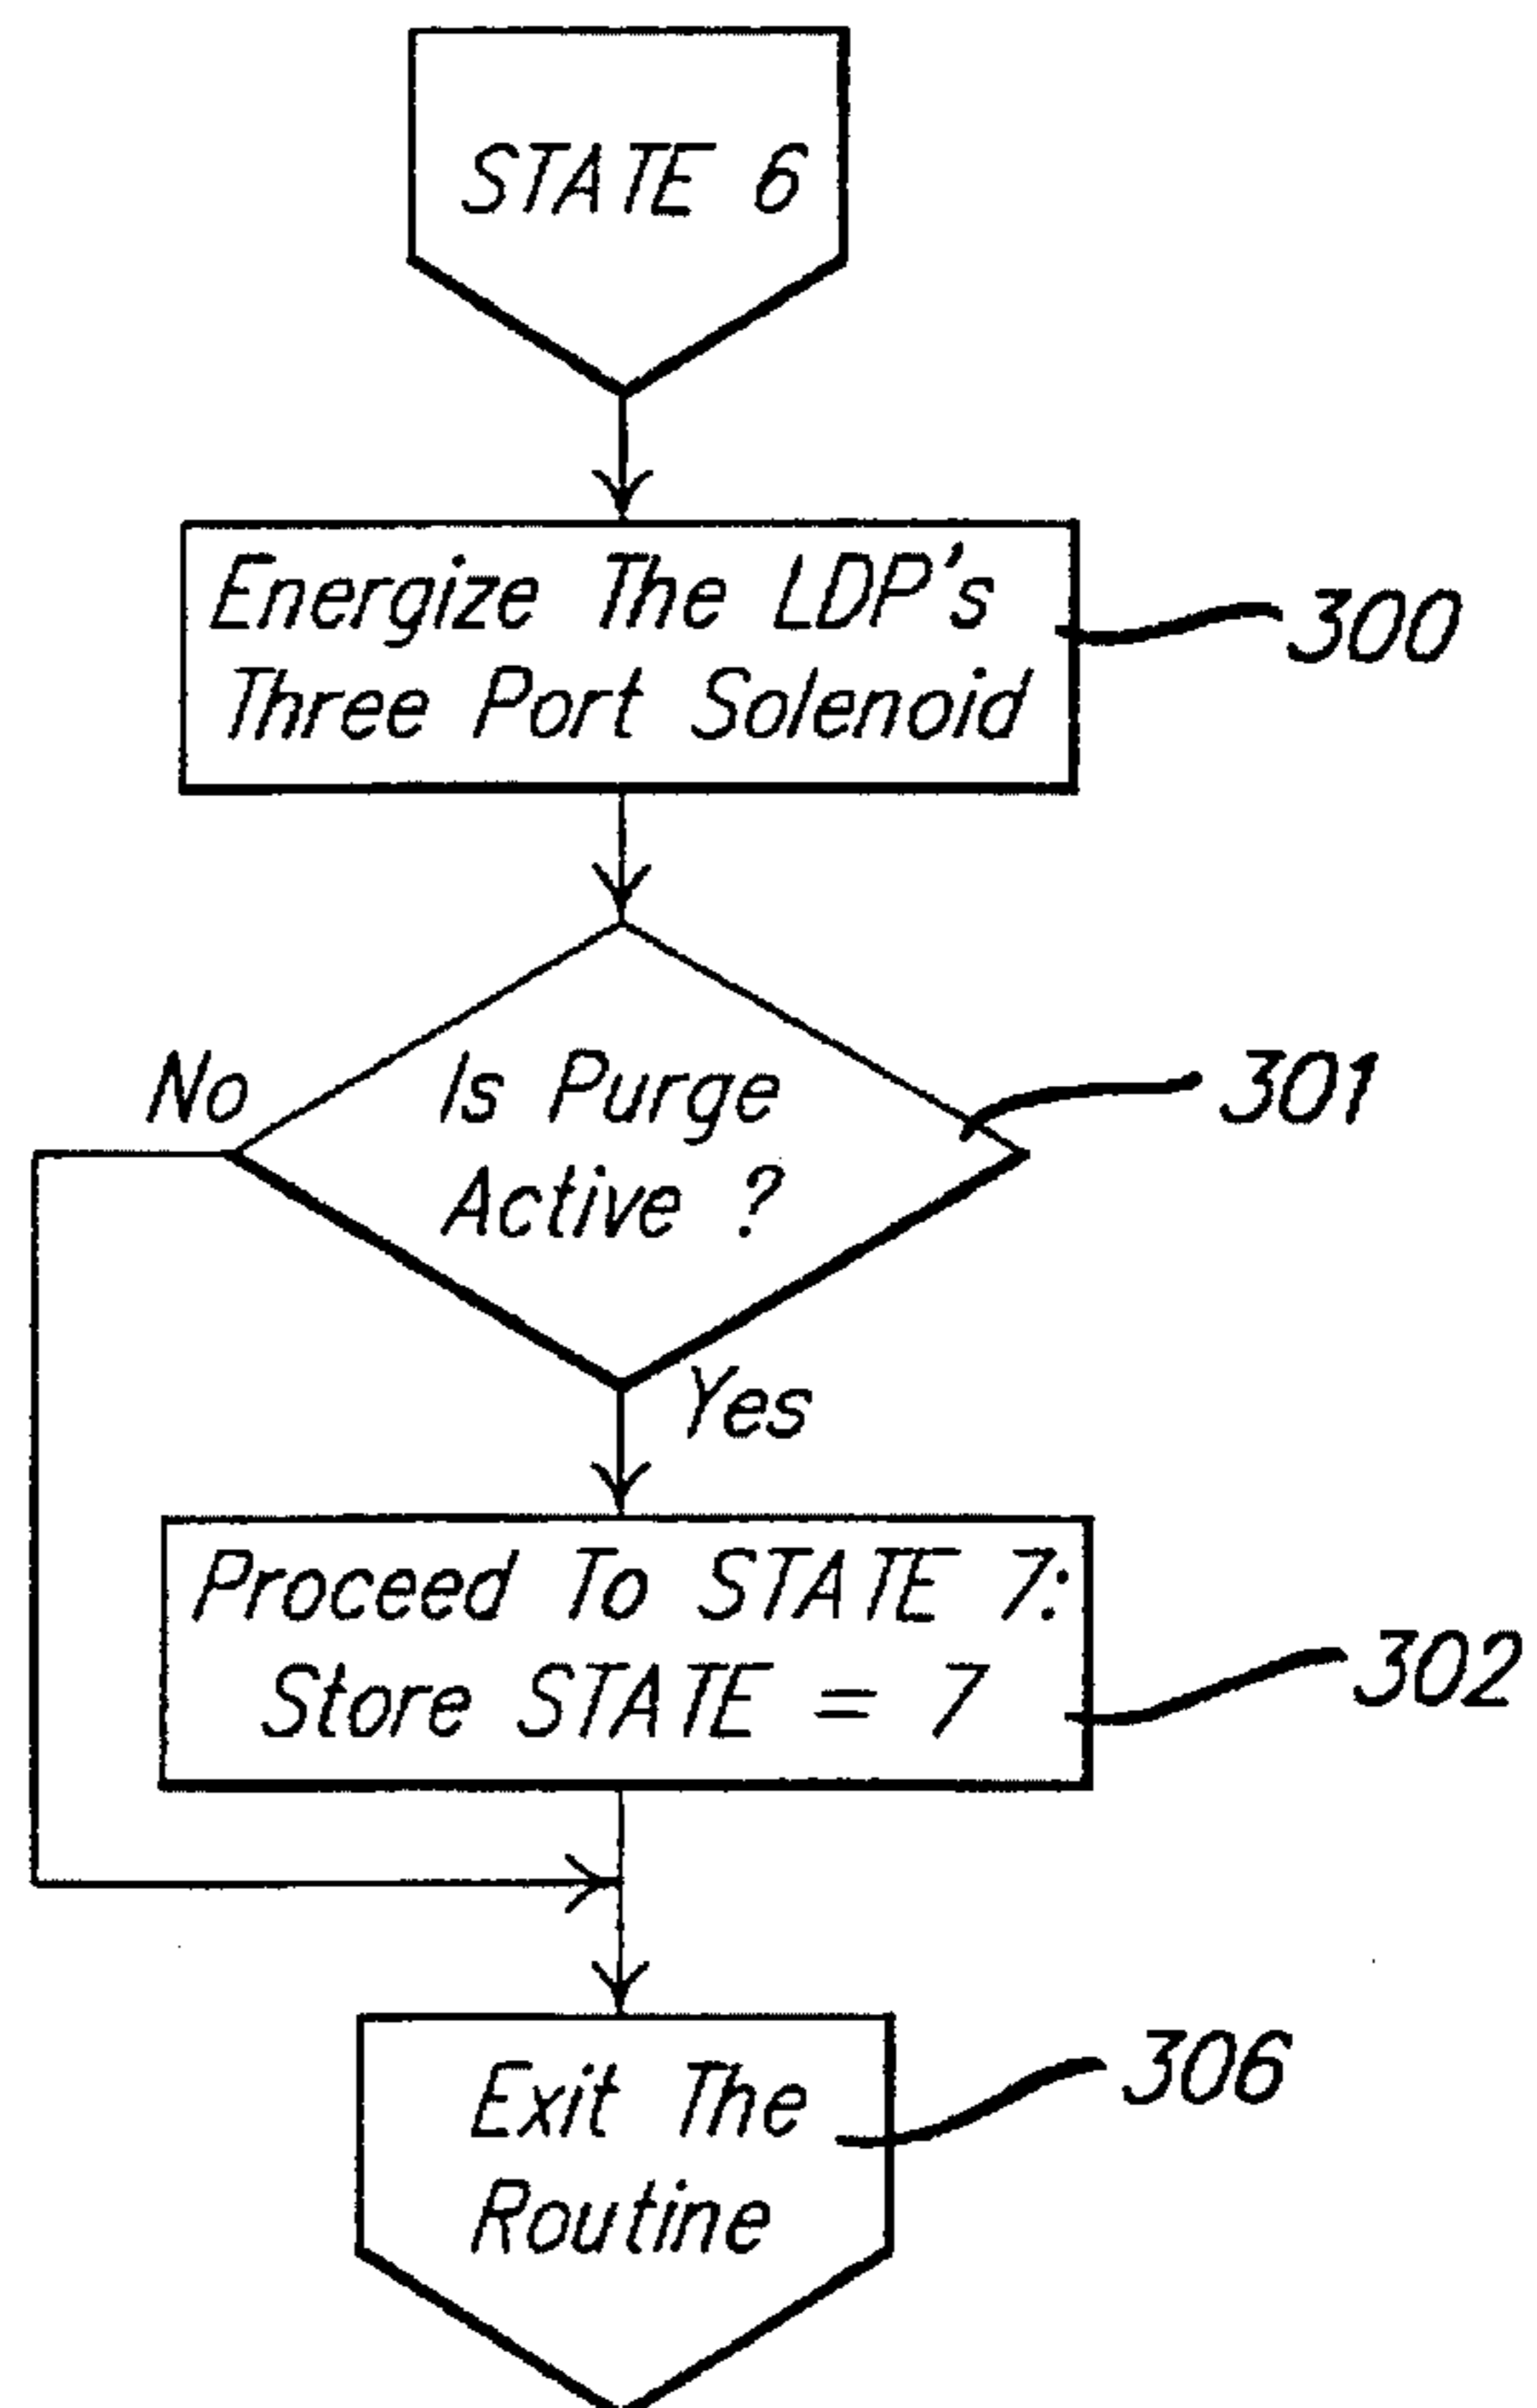 STATE 6
Energize The LDP's
Three Port Solenoid
300
No
Is Purge
Active ?
301
Yes
Proceed To STATE 7:
Store STATE = 7
302
Exit The
Routine
306